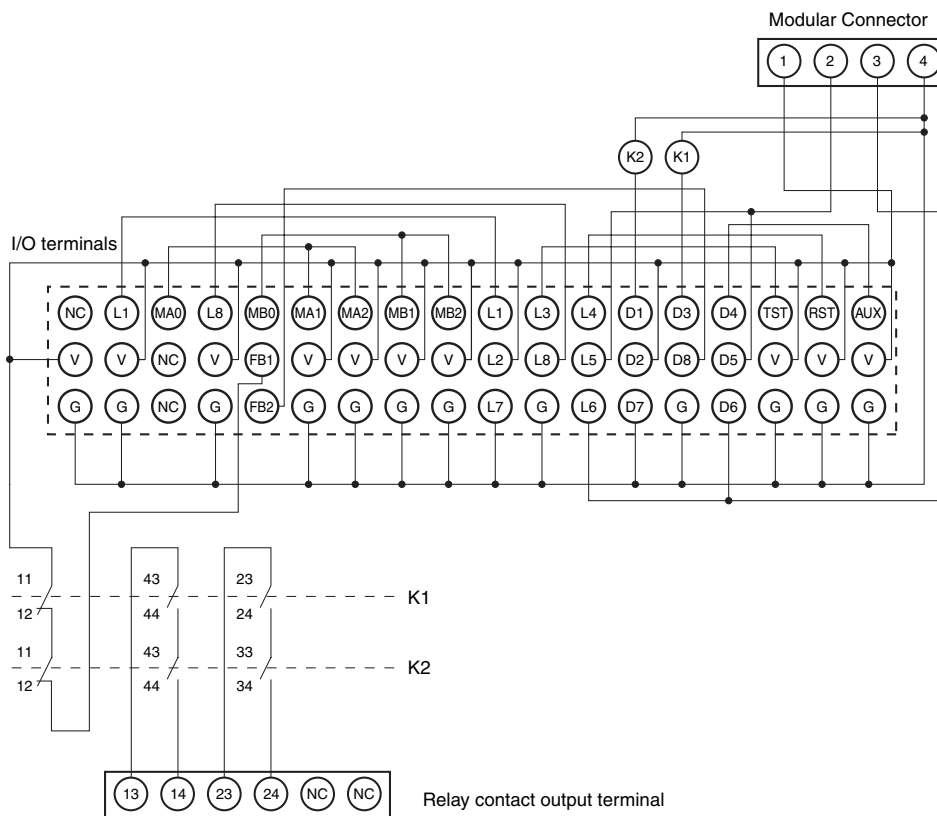 Modular Connector
1 2 3 4
K2 K1
I/O terminals
NC L1 MA0 L8 MB0 MA1 MA2 MB1 MB2 L1 L3 L4 D1 D3 D4 TST RST AUX
V V NC V FB1 V V V V L2 L8 L5 D2 D8 D5 V V V
G G NC G FB2 G G G G L7 G L6 D7 G D6 G G G
11 43 23
K1
12 44 24
11 43 33
K2
12 44 34
13 14 23 24 NC NC
Relay contact output terminal